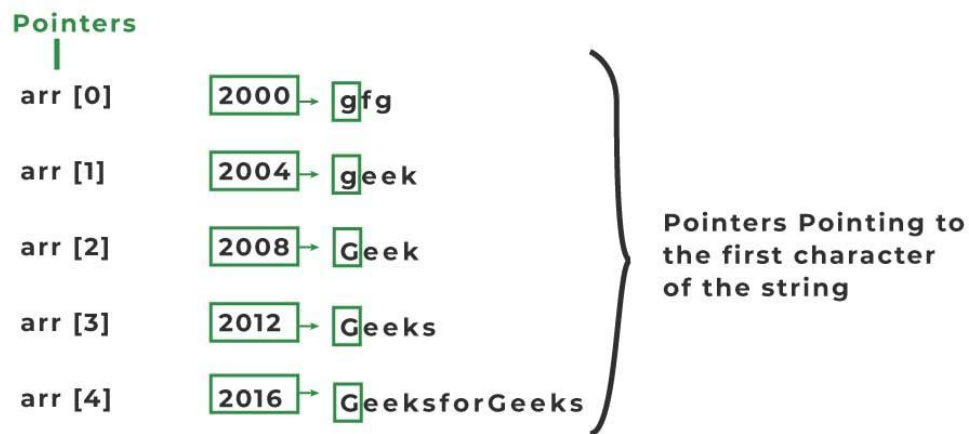 Pointers
arr [0] 2000 gfg
arr [1] 2004 geek
arr [2] 2008 Geek
arr [3] 2012 Geeks
arr [4] 2016 GeeksforGeeks
Pointers Pointing to
the first character
of the string